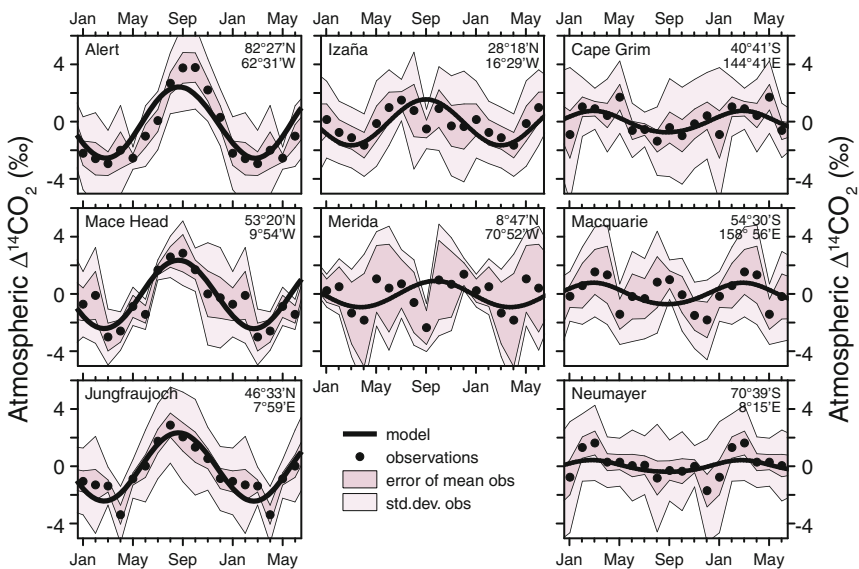 Jan May Sep Jan May Jan May Sep Jan May Jan May Sep Jan May
Alert 82°27'N
62°31'W
Izaña 28°18'N
16°29'W
Cape Grim 40°41'S
144°41'E
4
0
-4
4
0
-4
Mace Head 53°20'N
9°54'W
Merida 8°47'N
70°52'W
Macquarie 54°30'S
158°56'E
4
0
-4
4
0
-4
Atmospheric Δ¹⁴CO₂ (‰)
Atmospheric Δ¹⁴CO₂ (‰)
Jan May Sep Jan May
Jungfraujoch 46°33'N
7°59'E
Neumayer 70°39'S
8°15'E
4
0
-4
4
0
-4
model
observations
error of mean obs
std.dev. obs
Jan May Sep Jan May Jan May Sep Jan May